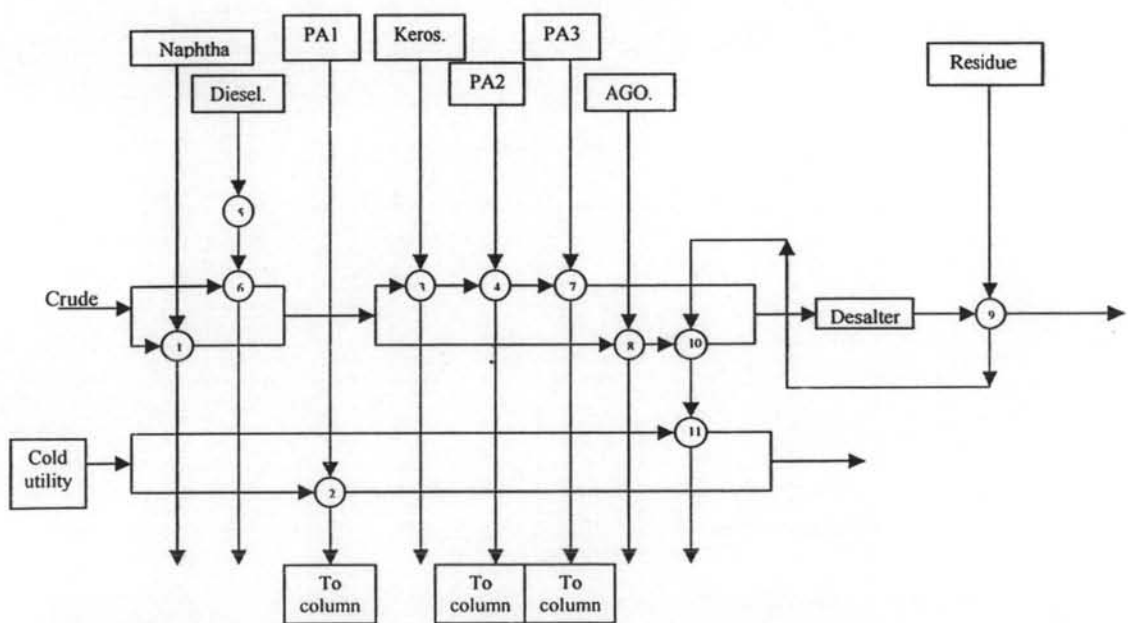 Naphtha
PA1
Keros.
PA3
Residue
Diesel.
PA2
AGO.
5
Crude
6
3
4
7
1
8
10
Desalter
9
Cold
utility
11
2
To
column
To
column
To
column